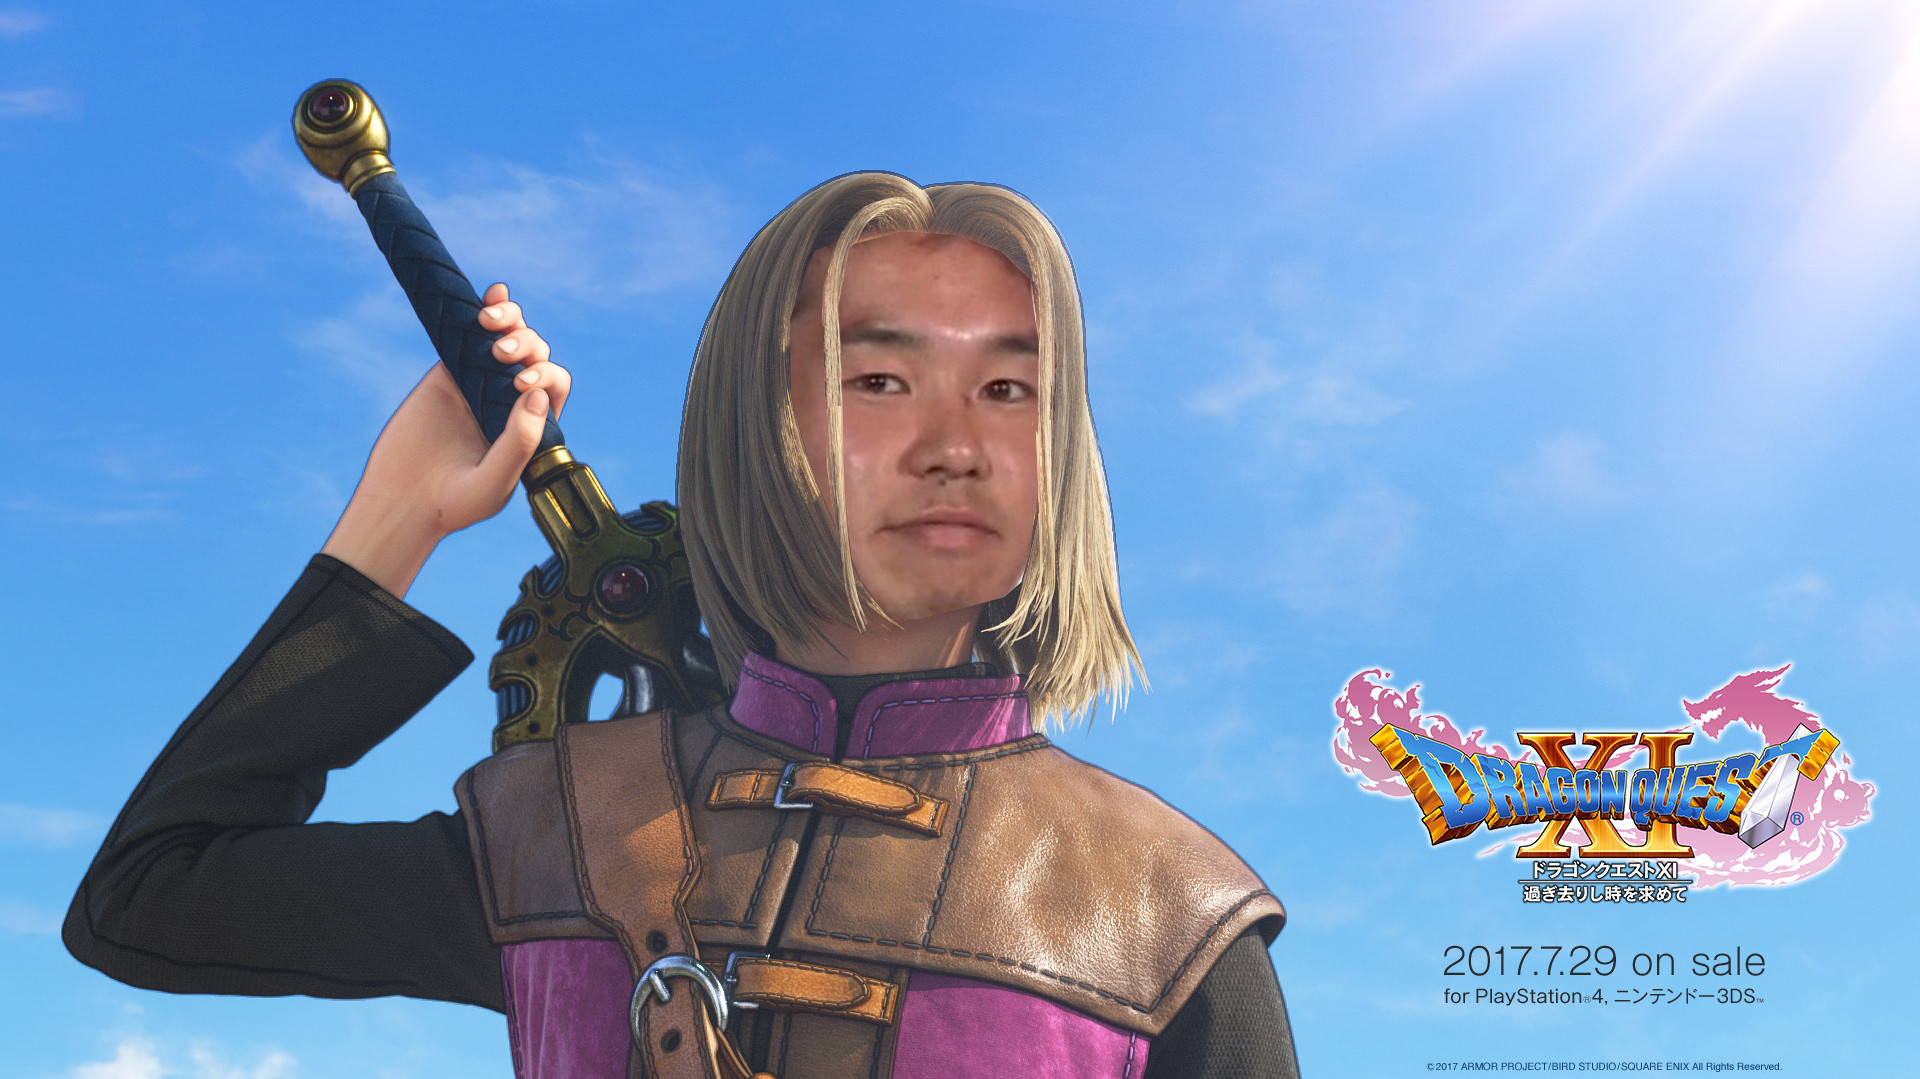 DRAGON QUEST XI ®
ドラゴンクエストXI
過ぎ去りし時を求めて
2017.7.29 on sale
for PlayStation®4, ニンテンドー3DS™
©2017 ARMOR PROJECT/BIRD STUDIO/SQUARE ENIX All Rights Reserved.